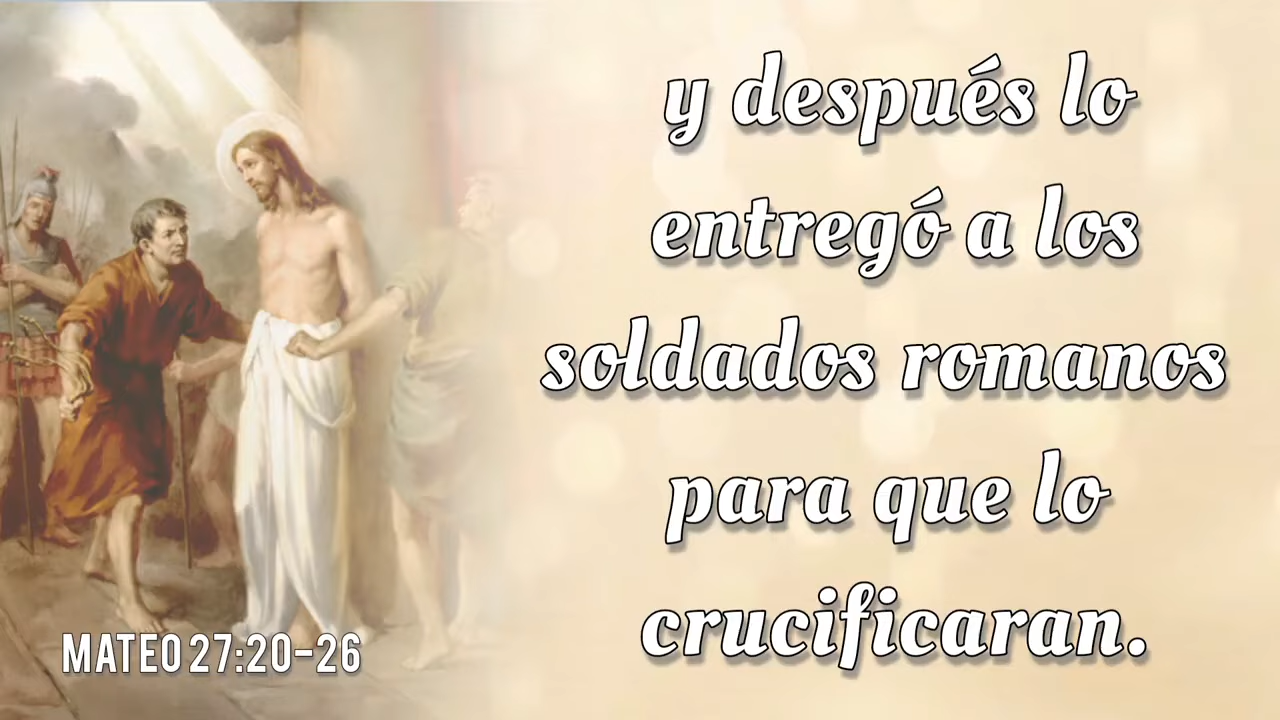 y después lo
entregó a los
soldados romanos
para que lo
crucificaran.
MATEO 27:20-26